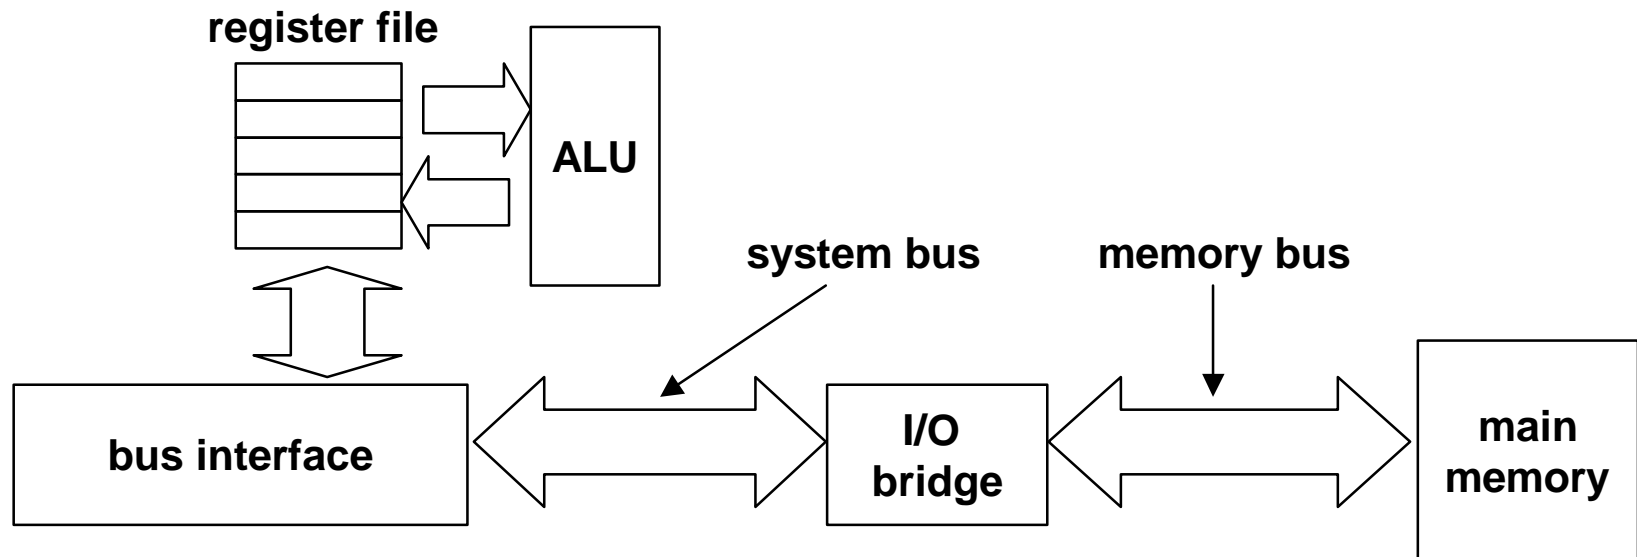 register file
ALU
system bus
memory bus
bus interface
I/O
bridge
main
memory